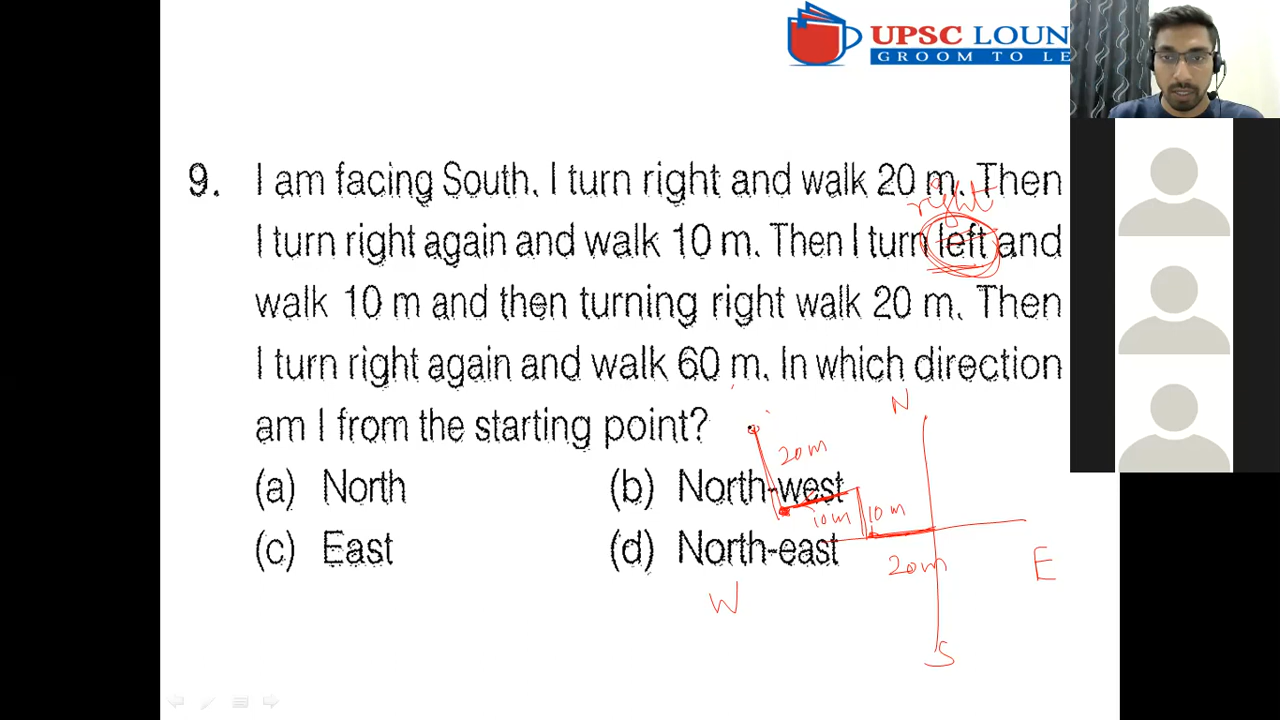 UPSC LOUN
GROOM TO LE
9. I am facing South. I turn right and walk 20 m. Then
right
I turn right again and walk 10 m. Then I turn left and
walk 10 m and then turning right walk 20 m. Then
I turn right again and walk 60 m. In which direction
am I from the starting point?
N
20m
(a) North
(b) North-west
10m
10m
(c) East
(d) North-east
20m
E
W
S